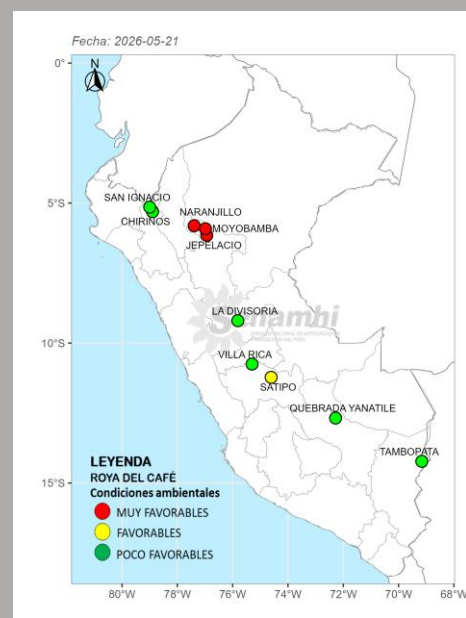 Fecha: 2026-05-21
N
0°
5°S
10°S
15°S
SAN IGNACIO
CHIRINOS
NARANJILLO
MOYOBAMBA
JEPELACIO
LA DIVISORIA
Senamhi
VILLA RICA
SATIPO
QUEBRADA YANATILE
TAMBOPATA
LEYENDA
ROYA DEL CAFÉ
Condiciones ambientales
MUY FAVORABLES
FAVORABLES
POCO FAVORABLES
80°W 78°W 76°W 74°W 72°W 70°W 68°W